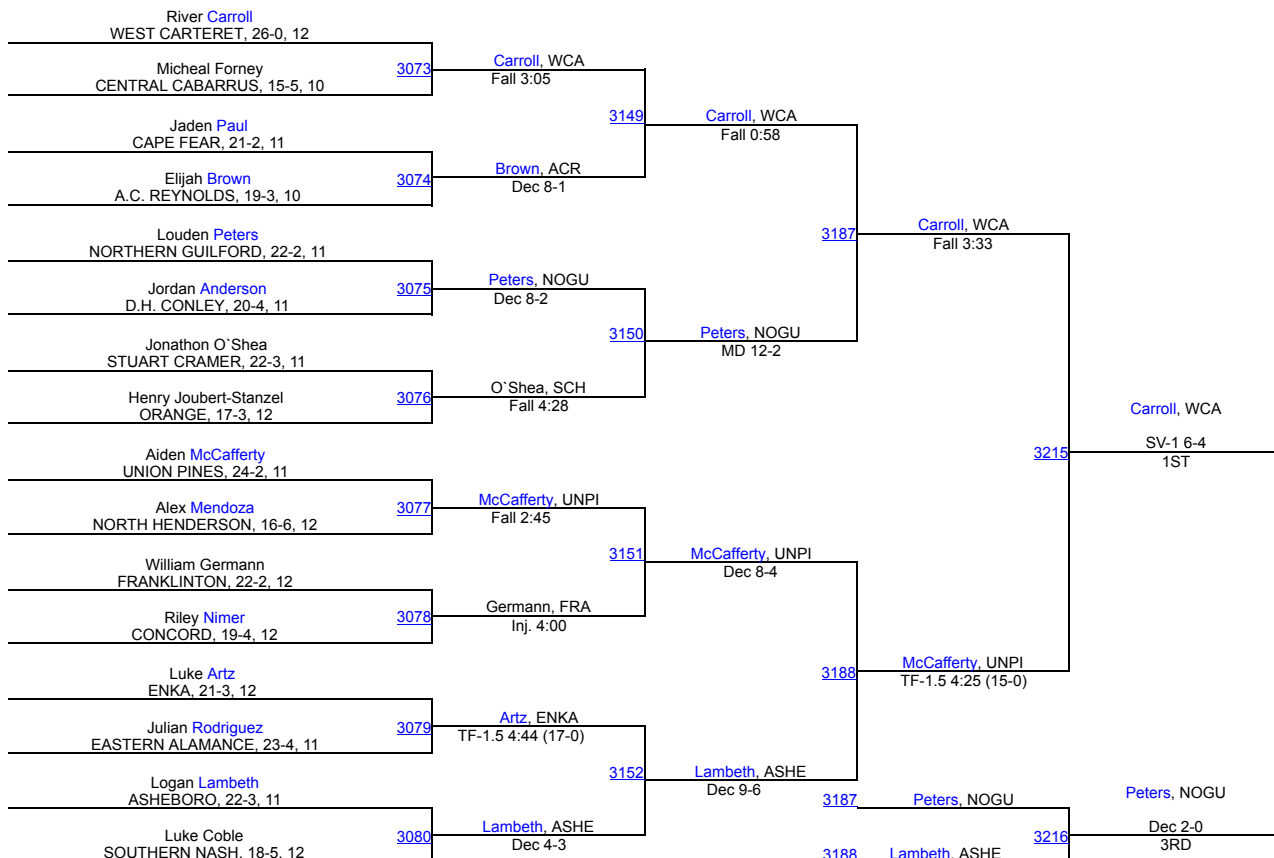 River Carroll
WEST CARTERET, 26-0, 12
Micheal Forney
CENTRAL CABARRUS, 15-5, 10
3073
Carroll, WCA
Fall 3:05
Jaden Paul
CAPE FEAR, 21-2, 11
Elijah Brown
A.C. REYNOLDS, 19-3, 10
3074
Brown, ACR
Dec 8-1
3149
Carroll, WCA
Fall 0:58
Louden Peters
NORTHERN GUILFORD, 22-2, 11
Jordan Anderson
D.H. CONLEY, 20-4, 11
3075
Peters, NOGU
Dec 8-2
Jonathon O`Shea
STUART CRAMER, 22-3, 11
Henry Joubert-Stanzel
ORANGE, 17-3, 12
3076
O`Shea, SCH
Fall 4:28
3150
Peters, NOGU
MD 12-2
3187
Carroll, WCA
Fall 3:33
Aiden McCafferty
UNION PINES, 24-2, 11
Alex Mendoza
NORTH HENDERSON, 16-6, 12
3077
McCafferty, UNPI
Fall 2:45
William Germann
FRANKLINTON, 22-2, 12
Riley Nimer
CONCORD, 19-4, 12
3078
Germann, FRA
Inj. 4:00
3151
McCafferty, UNPI
Dec 8-4
Luke Artz
ENKA, 21-3, 12
Julian Rodriguez
EASTERN ALAMANCE, 23-4, 11
3079
Artz, ENKA
TF-1.5 4:44 (17-0)
Logan Lambeth
ASHEBORO, 22-3, 11
Luke Coble
SOUTHERN NASH, 18-5, 12
3080
Lambeth, ASHE
Dec 4-3
3152
Lambeth, ASHE
Dec 9-6
3188
McCafferty, UNPI
TF-1.5 4:25 (15-0)
3215
Carroll, WCA
SV-1 6-4
1ST
3187
Peters, NOGU
3188
Lambeth, ASHE
3216
Peters, NOGU
Dec 2-0
3RD